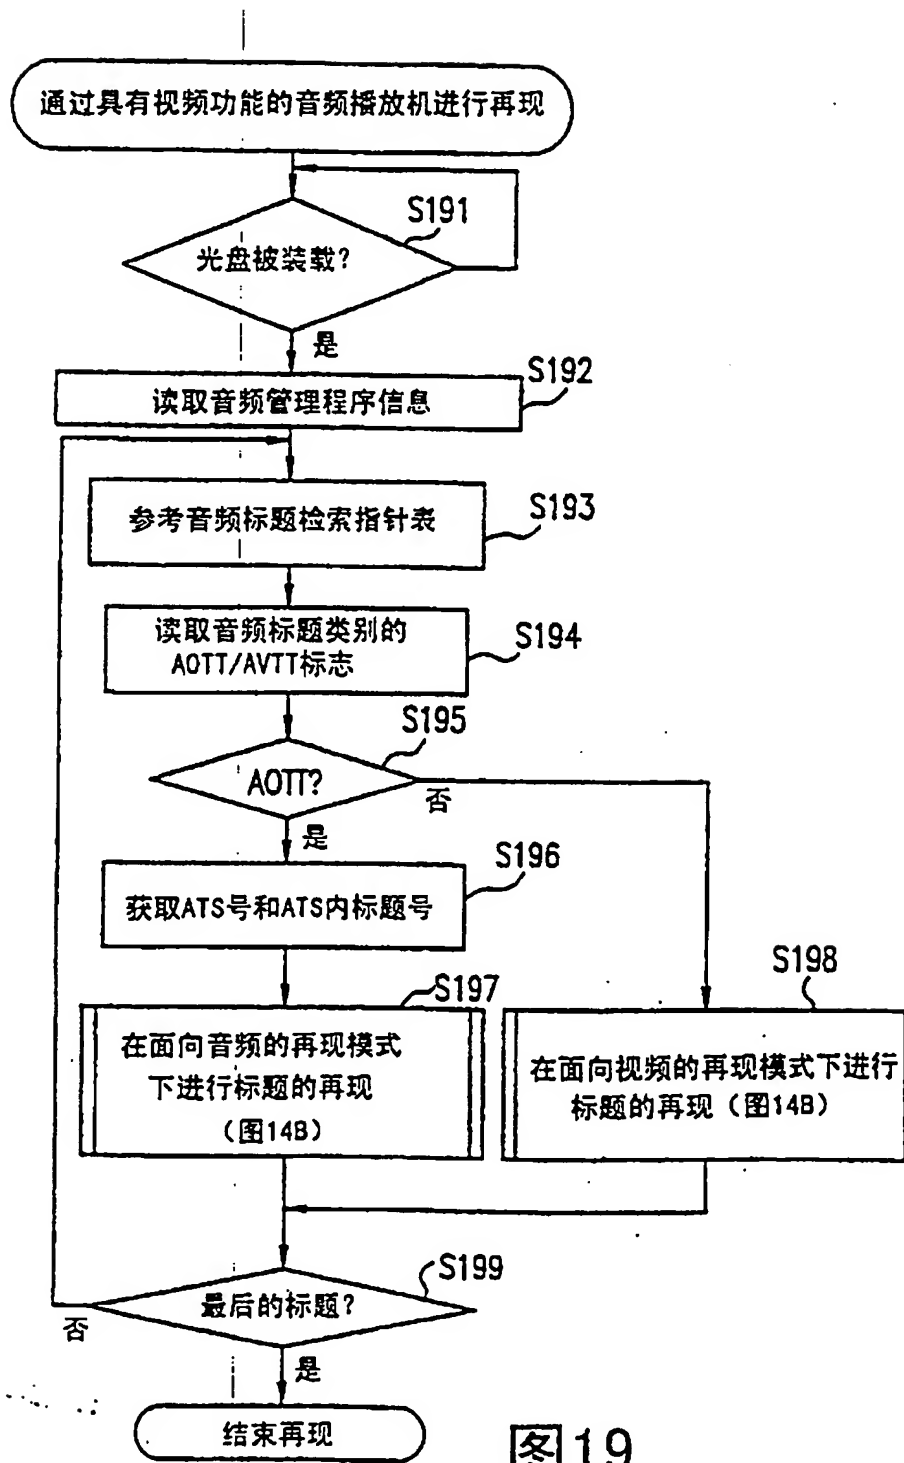 通过具有视频功能的音频播放机进行再现
S191
光盘被装载?
是
S192
读取音频管理程序信息
参考音频标题检索指针表
S193
读取音频标题类别的
AOTT/AVTT标志
S194
S195
AOTT?
否
是
S196
获取ATS号和ATS内标题号
S197
S198
在面向音频的再现模式
下进行标题的再现
(图14B)
在面向视频的再现模式下进行
标题的再现(图14B)
S199
最后的标题?
否
是
结束再现
图19